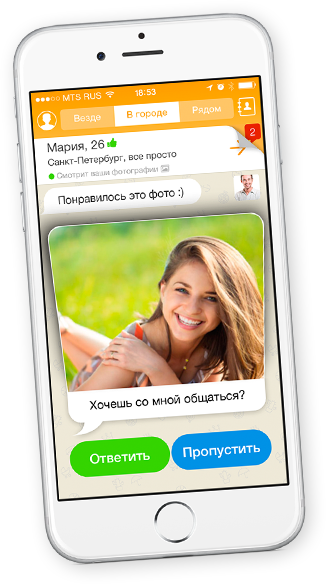 MTS RUS 18:53
Везде В городе Рядом
Мария, 26
2
Санкт-Петербург, все просто
Смотрит ваши фотографии
Понравилось это фото :)
Хочешь со мной общаться?
Ответить Пропустить